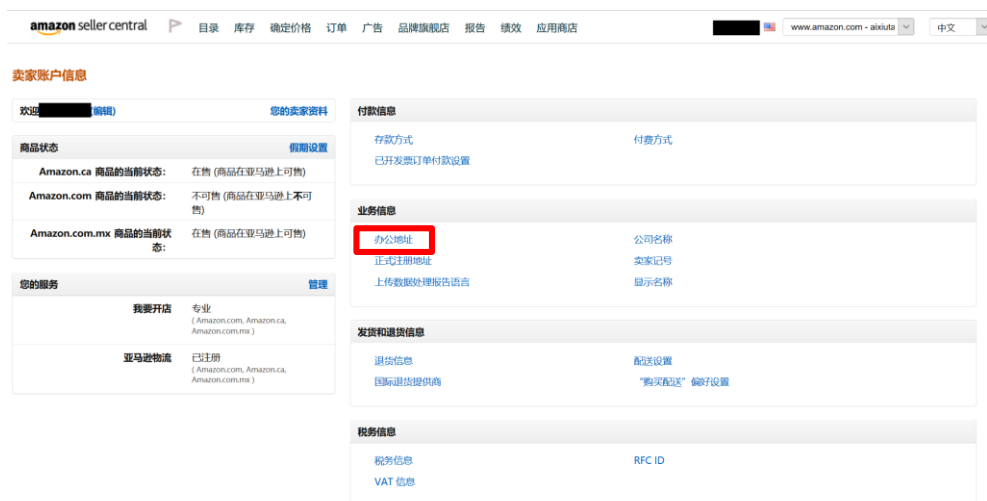 amazon seller central 目录 库存 确定价格 订单 广告 品牌旗舰店 报告 绩效 应用商店 www.amazon.com - aixiuta 中文
卖家账户信息
欢迎 (编辑) 您的卖家资料
商品状态 假期设置
Amazon.ca 商品的当前状态： 在售 (商品在亚马逊上可售)
Amazon.com 商品的当前状态： 不可售 (商品在亚马逊上不可
售)
Amazon.com.mx 商品的当前状
态： 在售 (商品在亚马逊上可售)
您的服务 管理
我要开店 专业
( Amazon.com, Amazon.ca,
Amazon.com.mx )
亚马逊物流 已注册
( Amazon.com, Amazon.ca,
Amazon.com.mx )
付款信息
存款方式 付费方式
已开发票订单付款设置
业务信息
办公地址 公司名称
正式注册地址 卖家记号
上传数据处理报告语言 显示名称
发货和退货信息
退货信息 配送设置
国际退货提供商 “购买配送”偏好设置
税务信息
税务信息 RFC ID
VAT 信息